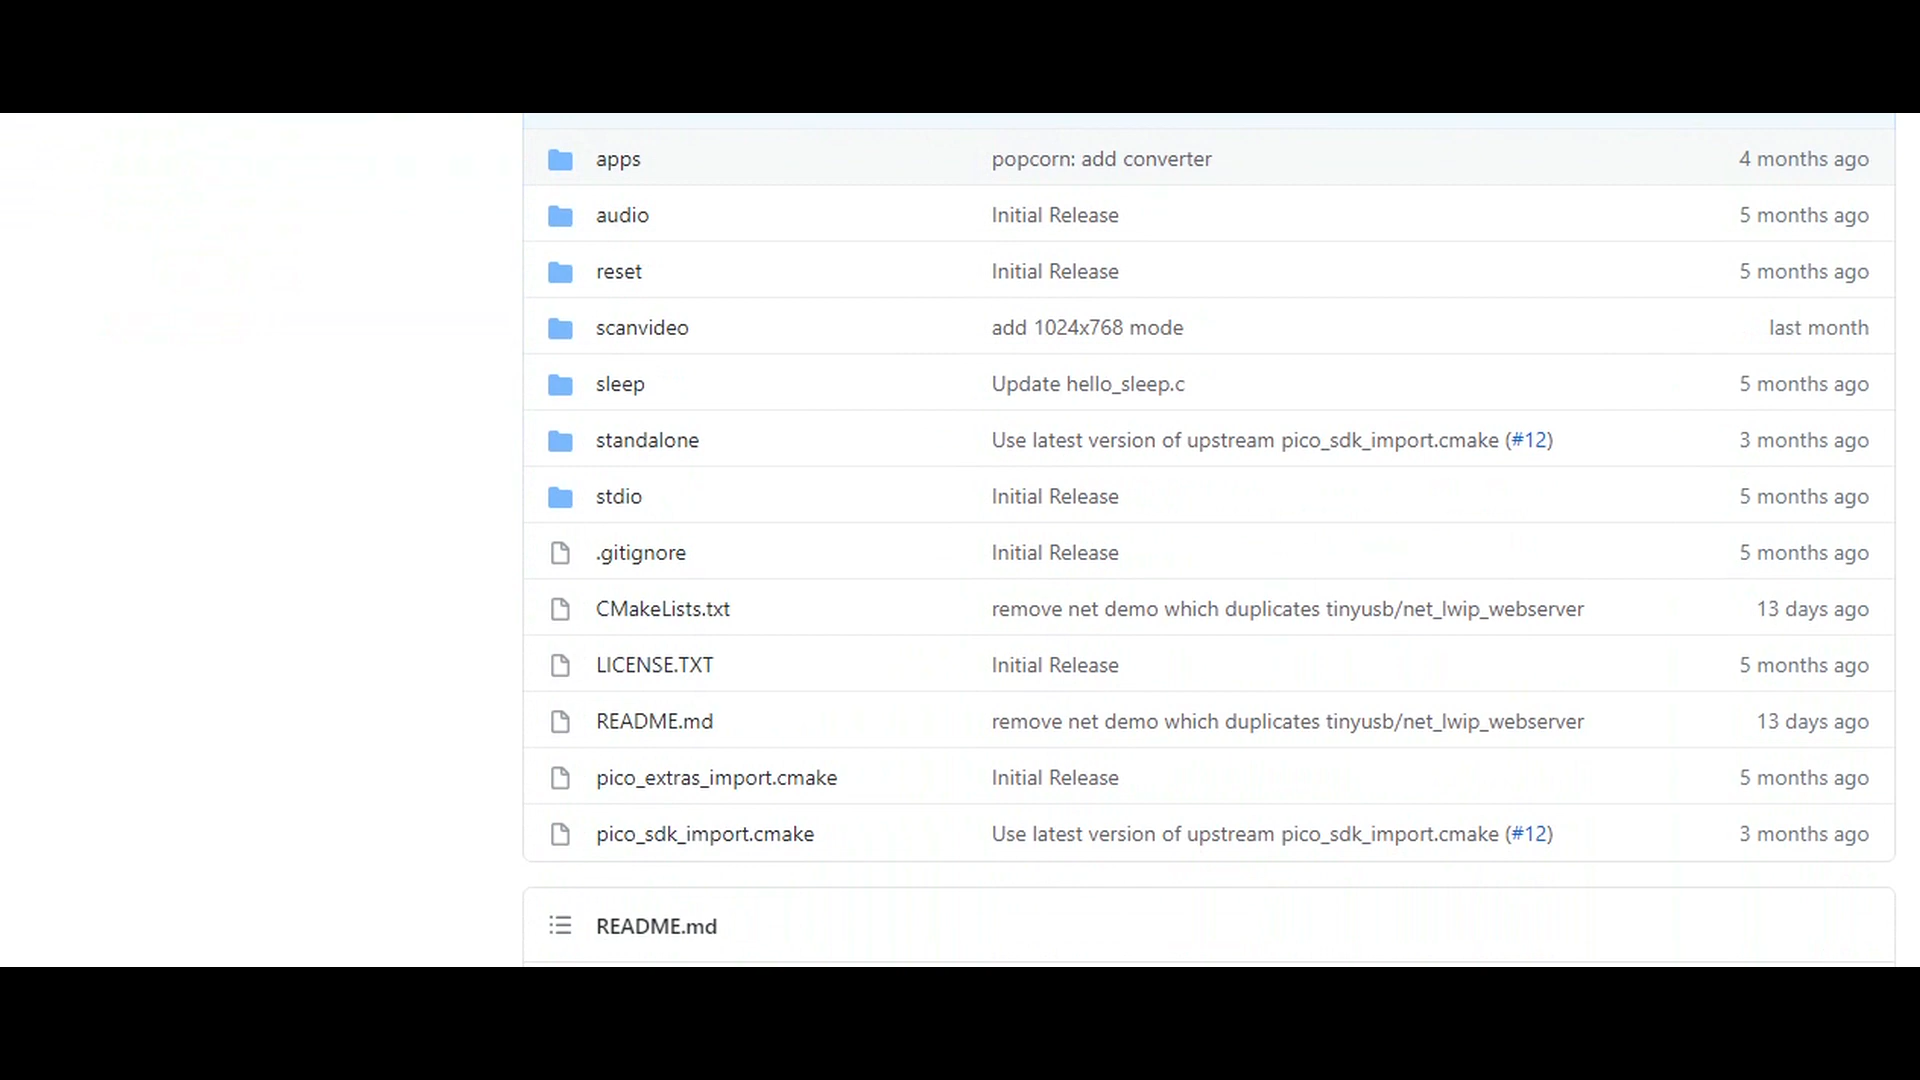 apps popcorn: add converter 4 months ago
audio Initial Release 5 months ago
reset Initial Release 5 months ago
scanvideo add 1024x768 mode last month
sleep Update hello_sleep.c 5 months ago
standalone Use latest version of upstream pico_sdk_import.cmake (#12) 3 months ago
stdio Initial Release 5 months ago
.gitignore Initial Release 5 months ago
CMakeLists.txt remove net demo which duplicates tinyusb/net_lwip_webserver 13 days ago
LICENSE.TXT Initial Release 5 months ago
README.md remove net demo which duplicates tinyusb/net_lwip_webserver 13 days ago
pico_extras_import.cmake Initial Release 5 months ago
pico_sdk_import.cmake Use latest version of upstream pico_sdk_import.cmake (#12) 3 months ago
README.md